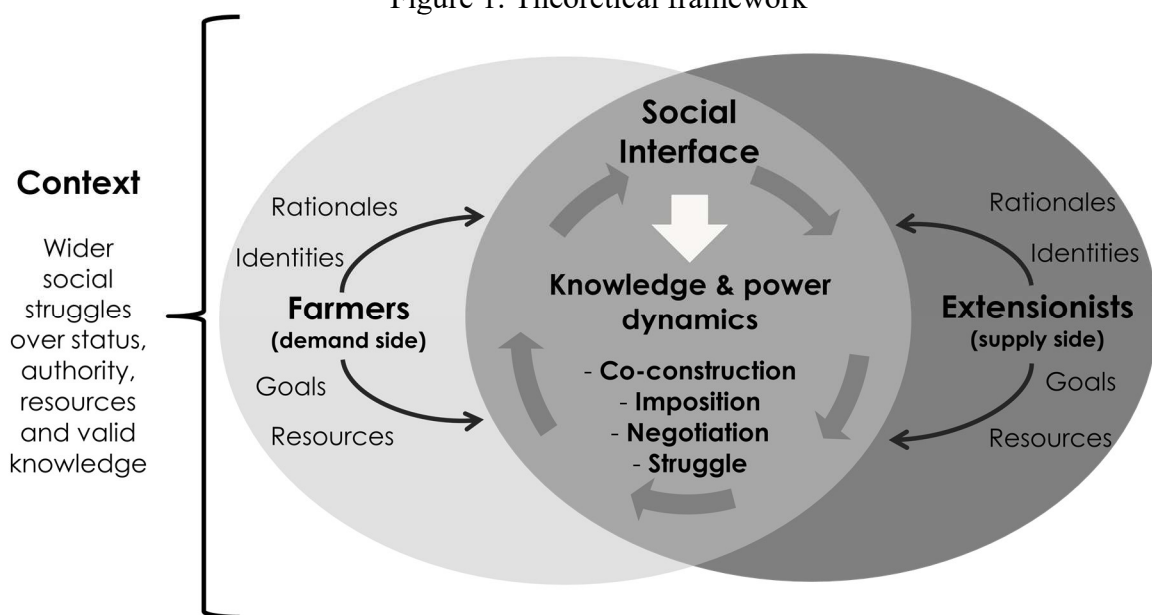 Figure 1. Theoretical framework
Context
Wider
social
struggles
over status,
authority,
resources
and valid
knowledge
Rationales
Identities
Farmers
(demand side)
Goals
Resources
Social
Interface
Knowledge & power
dynamics
- Co-construction
- Imposition
- Negotiation
- Struggle
Rationales
Identities
Extensionists
(supply side)
Goals
Resources